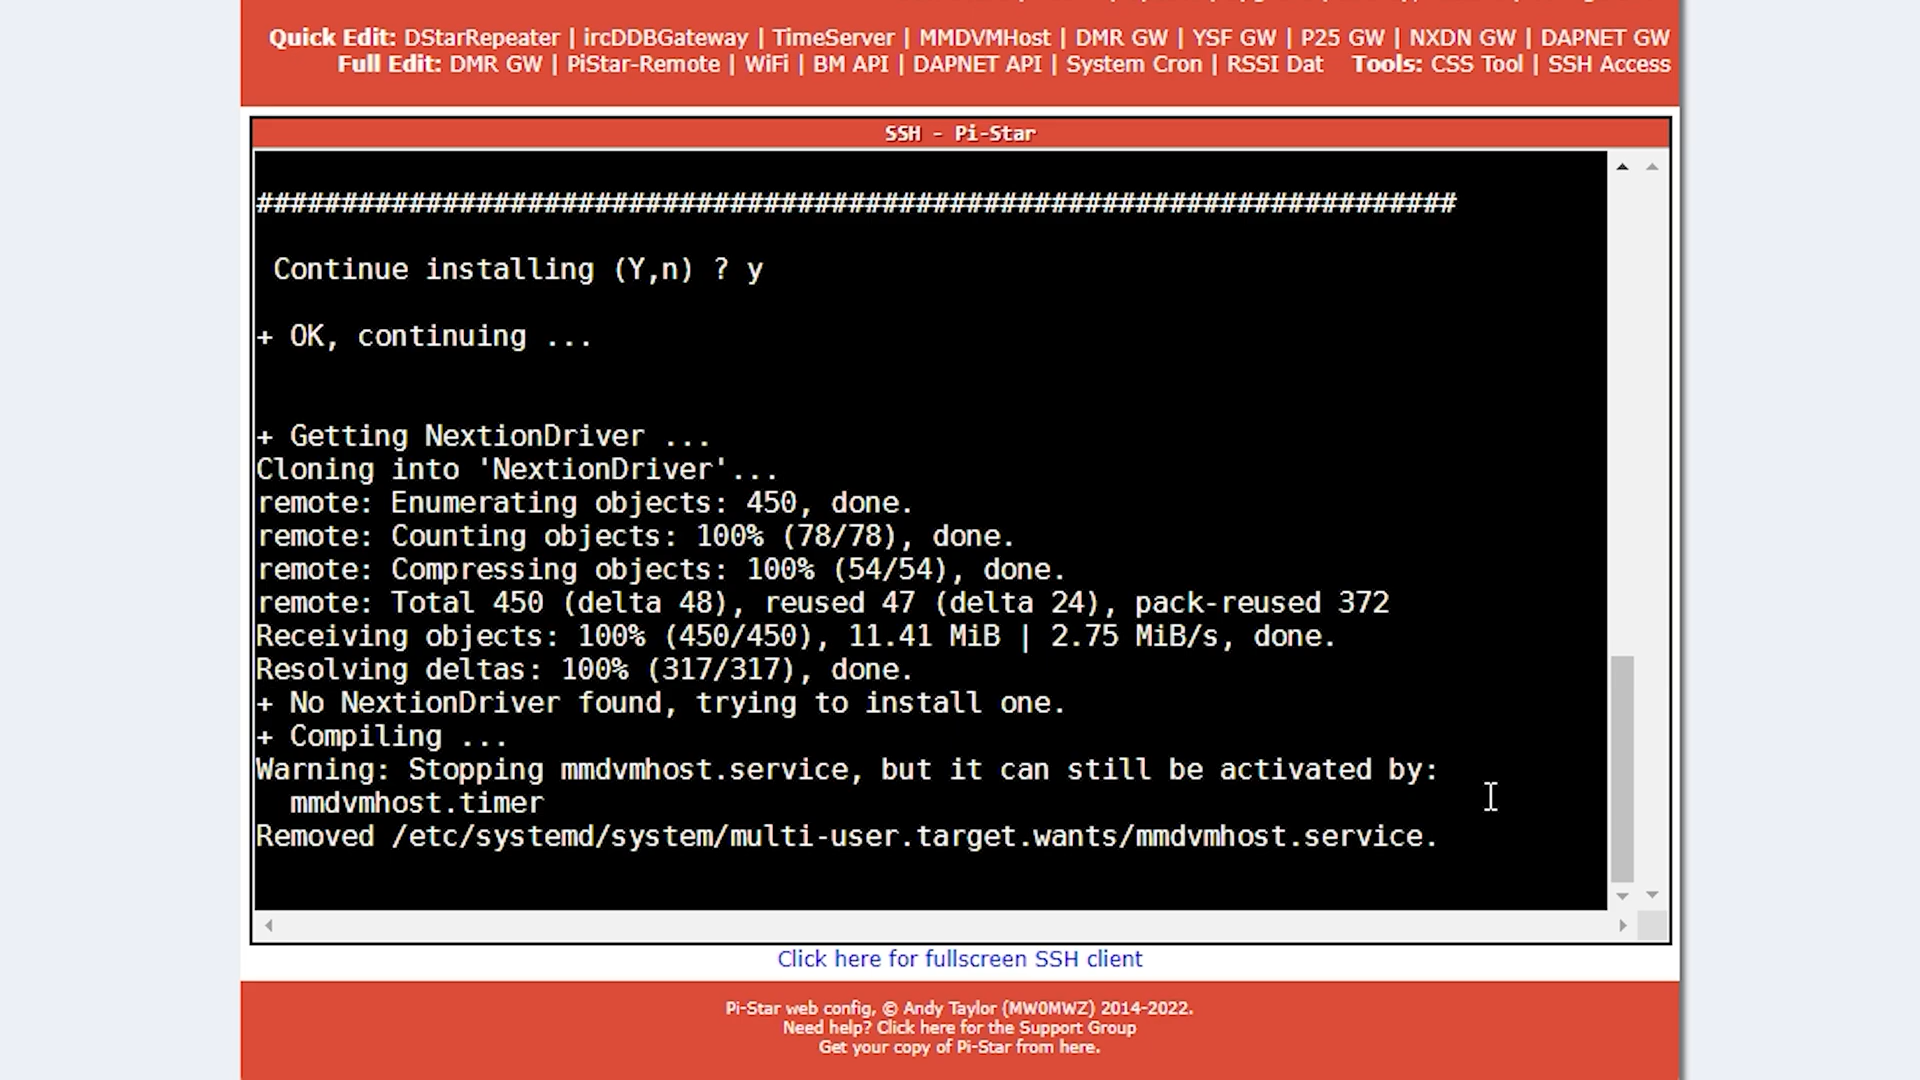 Quick Edit: DStarRepeater | ircDDBGateway | TimeServer | MMDVMHost | DMR GW | YSF GW | P25 GW | NXDN GW | DAPNET GW
Full Edit: DMR GW | PiStar-Remote | WiFi | BM API | DAPNET API | System Cron | RSSI Dat Tools: CSS Tool | SSH Access
SSH - Pi-Star
#######################################################################
Continue installing (Y,n) ? y
+ OK, continuing ...
+ Getting NextionDriver ...
Cloning into 'NextionDriver'...
remote: Enumerating objects: 450, done.
remote: Counting objects: 100% (78/78), done.
remote: Compressing objects: 100% (54/54), done.
remote: Total 450 (delta 48), reused 47 (delta 24), pack-reused 372
Receiving objects: 100% (450/450), 11.41 MiB | 2.75 MiB/s, done.
Resolving deltas: 100% (317/317), done.
+ No NextionDriver found, trying to install one.
+ Compiling ...
Warning: Stopping mmdvmhost.service, but it can still be activated by:
mmdvmhost.timer
Removed /etc/systemd/system/multi-user.target.wants/mmdvmhost.service.
Click here for fullscreen SSH client
Pi-Star web config, © Andy Taylor (MW0MWZ) 2014-2022.
Need help? Click here for the Support Group
Get your copy of Pi-Star from here.